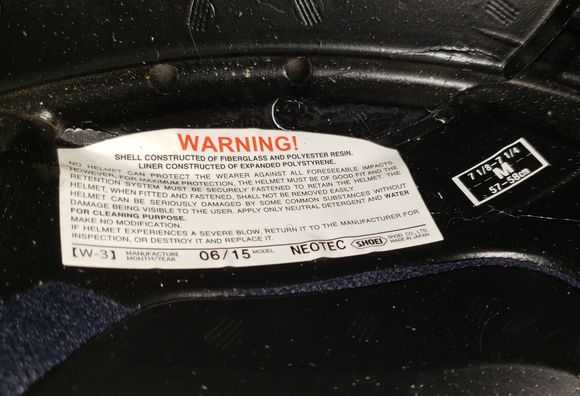 WARNING!
SHELL CONSTRUCTED OF FIBERGLASS AND POLYESTER RESIN.
LINER CONSTRUCTED OF EXPANDED POLYSTYRENE.
NO HELMET CAN PROTECT THE WEARER AGAINST ALL FORESEEABLE IMPACTS.
HOWEVER, FOR MAXIMUM PROTECTION, THE HELMET MUST BE OF GOOD FIT AND THE
RETENTION SYSTEM MUST BE SECURELY FASTENED TO RETAIN THE HELMET. THE
HELMET, WHEN FITTED AND FASTENED, SHALL NOT BE REMOVED EASILY.
HELMET CAN BE SERIOUSLY DAMAGED BY SOME COMMON SUBSTANCES WITHOUT
DAMAGE BEING VISIBLE TO THE USER. APPLY ONLY NEUTRAL DETERGENT AND WATER
FOR CLEANING PURPOSE.
MAKE NO MODIFICATION.
IF HELMET EXPERIENCES A SEVERE BLOW, RETURN IT TO THE MANUFACTURER FOR
INSPECTION, OR DESTROY IT AND REPLACE IT.
[W-3] MANUFACTURE MONTH/YEAR 06/15 MODEL NEOTEC SHOEI SHOEI CO., LTD. MADE IN JAPAN
7 1/8-7 1/4
M
57-58cm